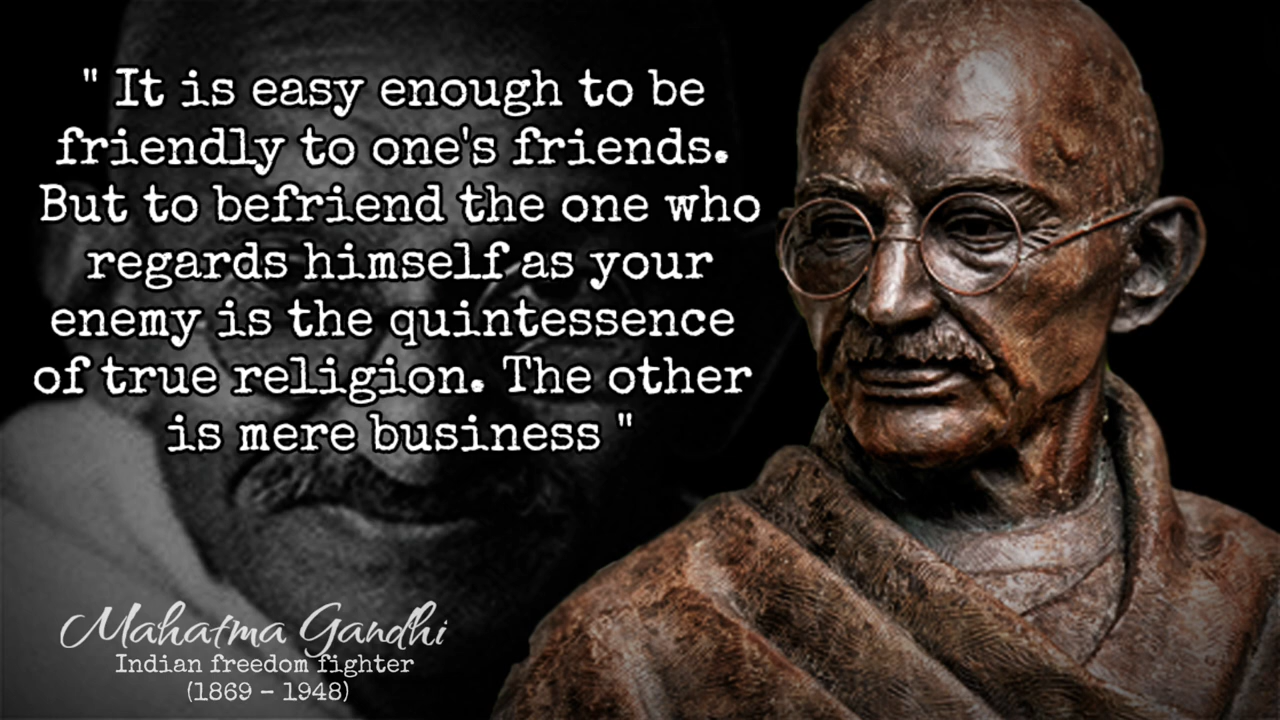 " It is easy enough to be
friendly to one's friends.
But to befriend the one who
regards himself as your
enemy is the quintessence
of true religion. The other
is mere business "
Mahatma Gandhi
Indian freedom fighter
(1869 - 1948)